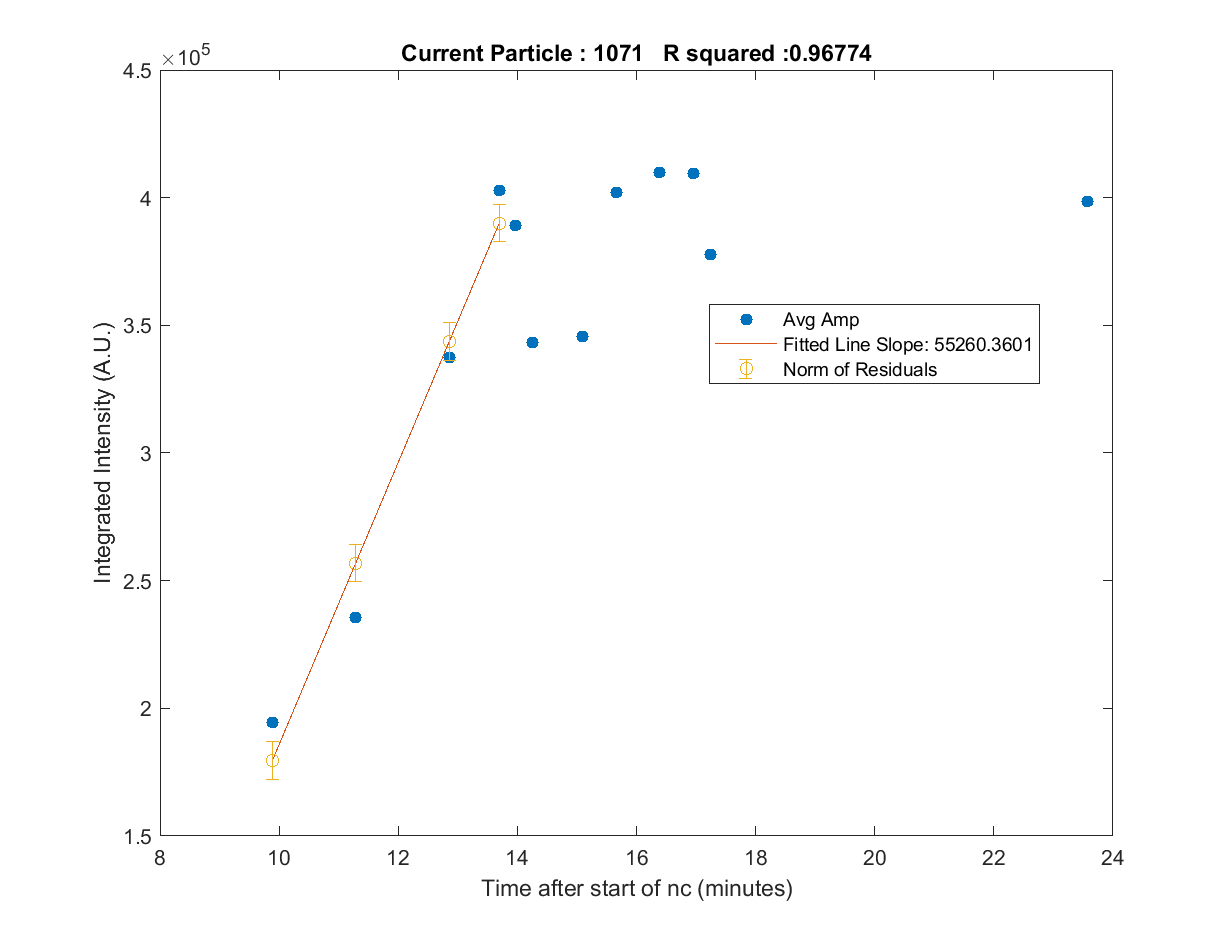 Current Particle : 1071 R squared :0.96774
×10^5
4.5
4
3.5
3
2.5
2
1.5
Integrated Intensity (A.U.)
Avg Amp
Fitted Line Slope: 55260.3601
Norm of Residuals
8 10 12 14 16 18 20 22 24
Time after start of nc (minutes)